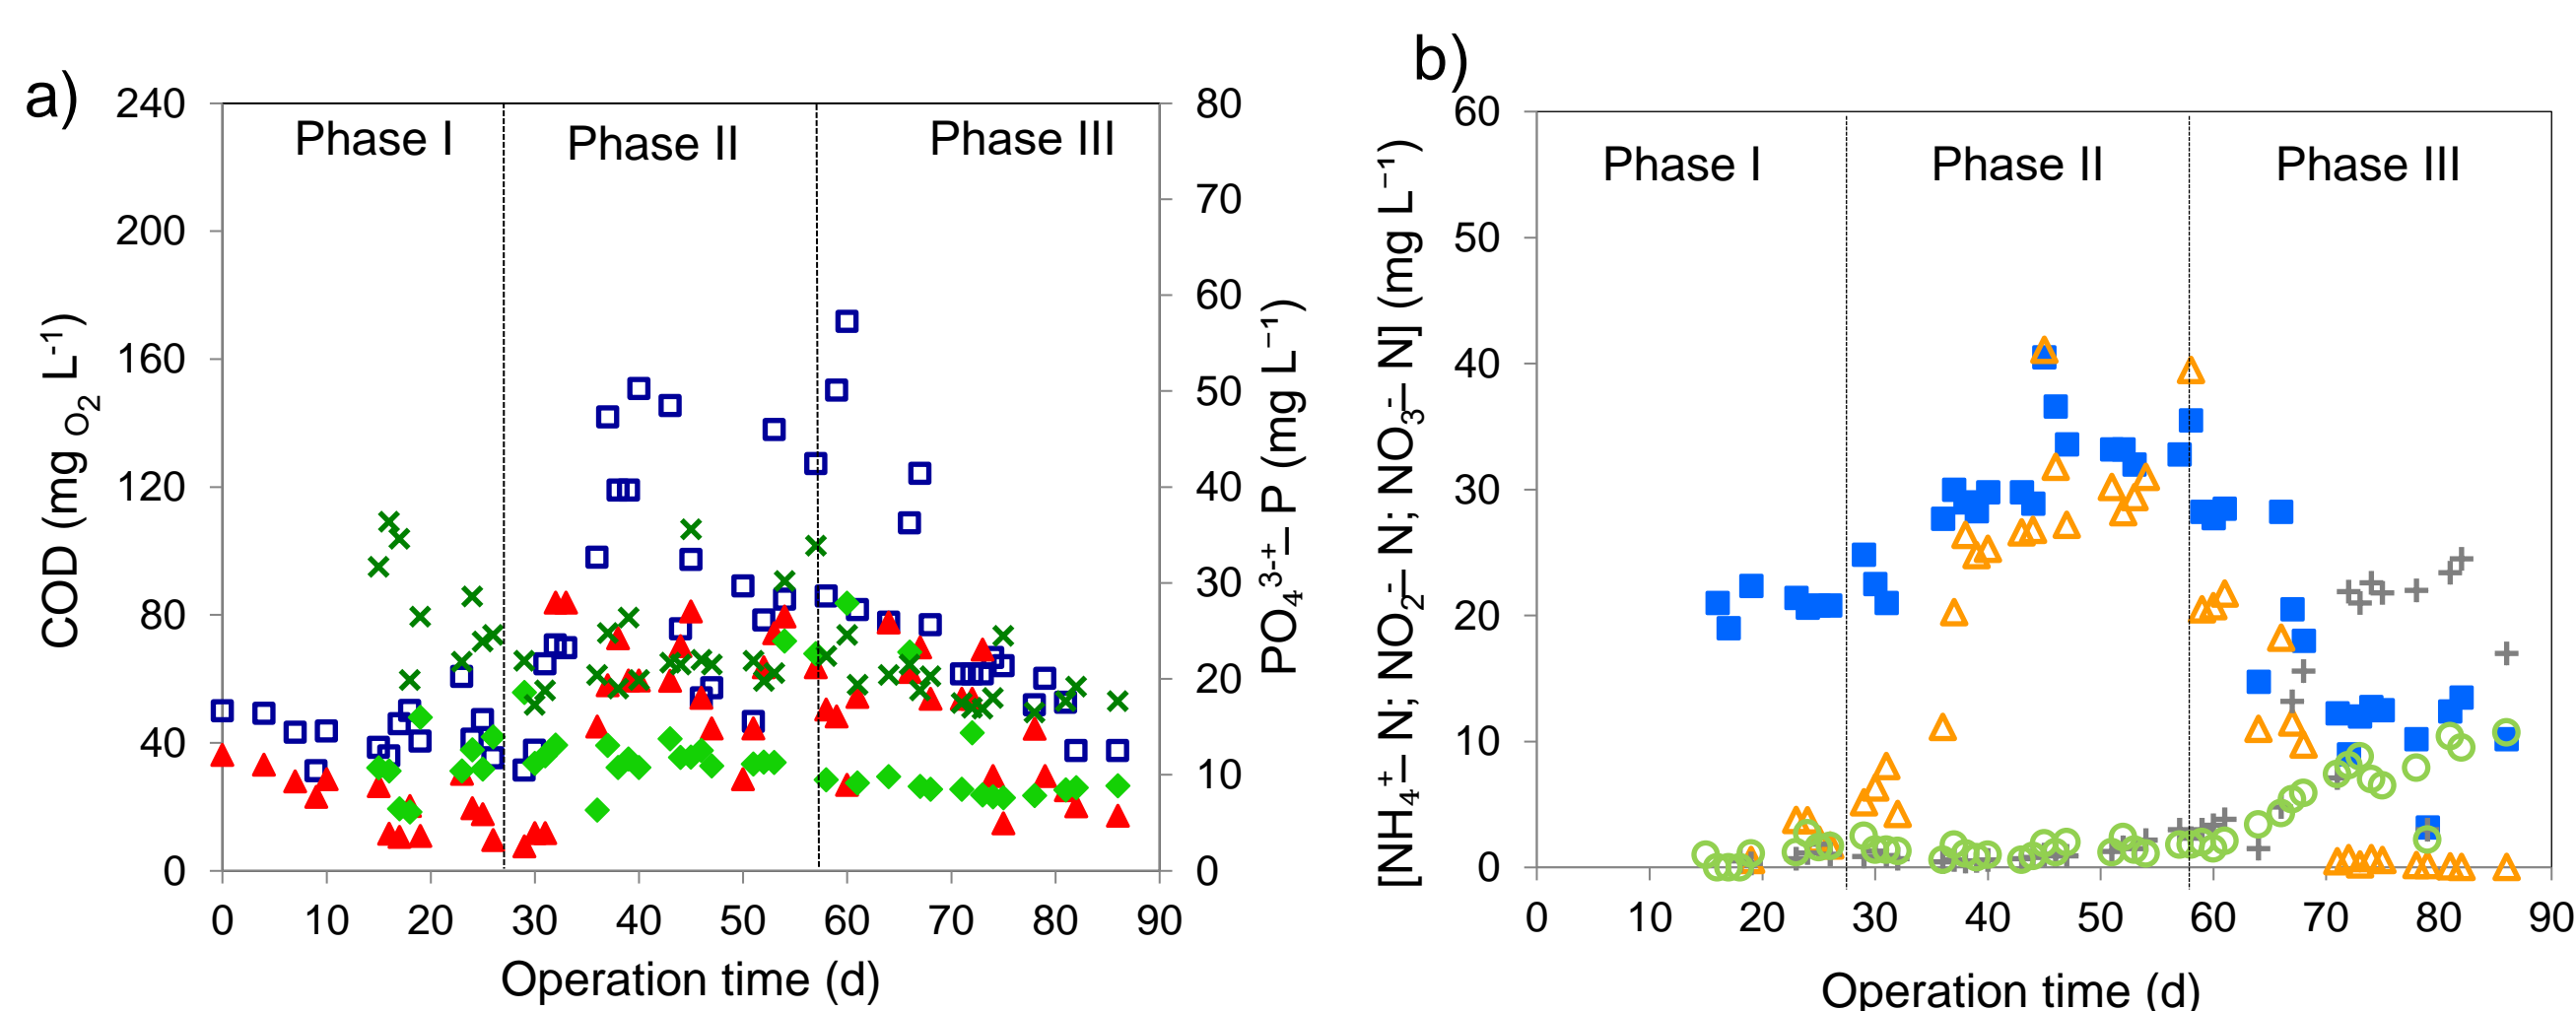 a)
b)
240
200
160
120
80
40
0
COD (mg O₂ L⁻¹)
Phase I
Phase II
Phase III
80
70
60
50
40
30
20
10
0
PO₄³⁻⁺– P (mg L⁻¹)
0 10 20 30 40 50 60 70 80 90
Operation time (d)
60
50
40
30
20
10
0
[NH₄⁺– N; NO₂⁻– N; NO₃⁻– N] (mg L⁻¹)
Phase I
Phase II
Phase III
0 10 20 30 40 50 60 70 80 90
Operation time (d)